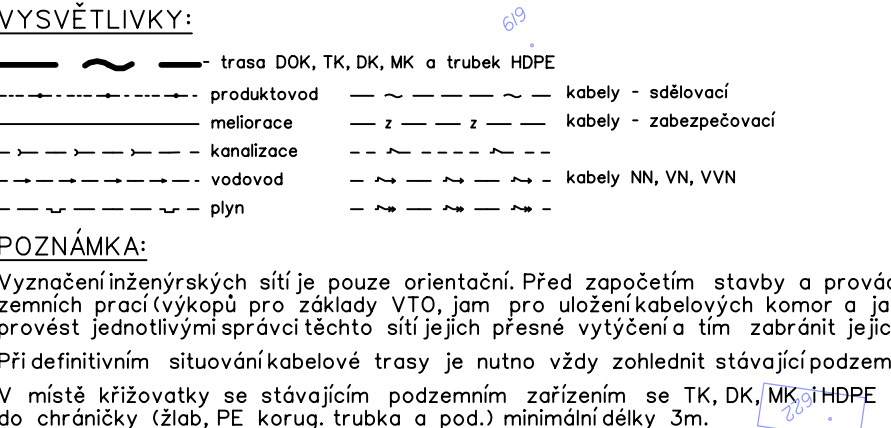 VYSVĚTLIVKY:
619
- trasa DOK, TK, DK, MK a trubek HDPE
produktovod
kabely - sdělovací
meliorace
z z kabely - zabezpečovací
kanalizace
vodovod
kabely NN, VN, VVN
plyn
POZNÁMKA:
Vyznačení inženýrských sítí je pouze orientační. Před započetím stavby a prová
zemních prací (výkopů pro základy VTO, jam pro uložení kabelových komor a ja
provést jednotlivými správci těchto sítí jejich přesné vytýčení a tím zabránit jejic
Při definitivním situování kabelové trasy je nutno vždy zohlednit stávající podzem
V místě křižovatky se stávajícím podzemním zařízením se TK, DK, MK i HDPE
do chráničky (žlab, PE korug. trubka a pod.) minimální délky 3m.
622